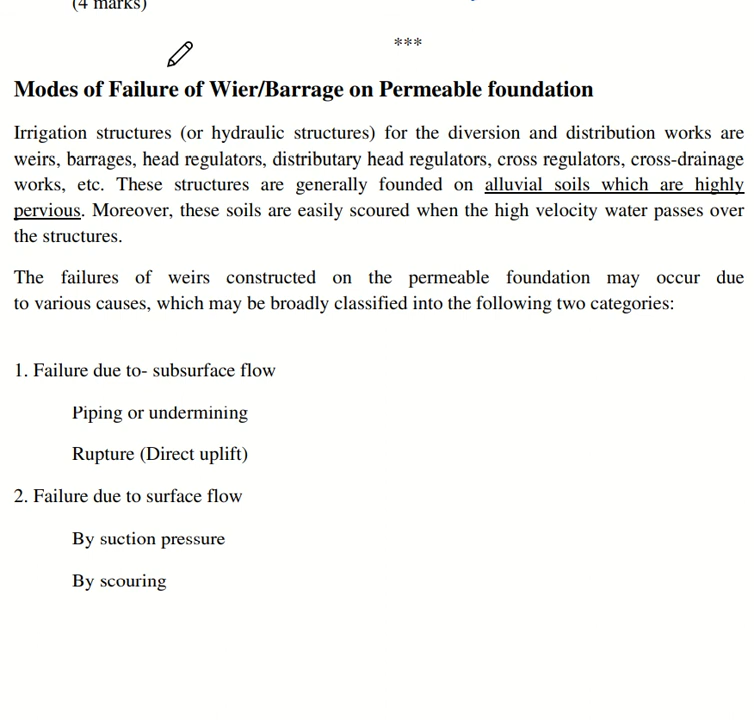 (4 marks)
***
Modes of Failure of Wier/Barrage on Permeable foundation
Irrigation structures (or hydraulic structures) for the diversion and distribution works are
weirs, barrages, head regulators, distributary head regulators, cross regulators, cross-drainage
works, etc. These structures are generally founded on alluvial soils which are highly
pervious. Moreover, these soils are easily scoured when the high velocity water passes over
the structures.
The failures of weirs constructed on the permeable foundation may occur due
to various causes, which may be broadly classified into the following two categories:
1. Failure due to- subsurface flow
Piping or undermining
Rupture (Direct uplift)
2. Failure due to surface flow
By suction pressure
By scouring